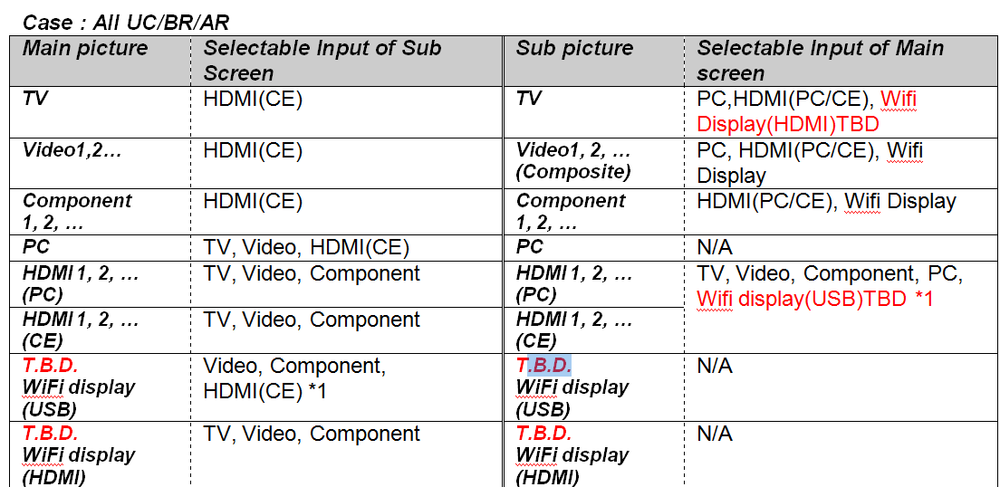 Case : All UC/BR/AR
Main picture
Selectable Input of Sub
Screen
Sub picture
Selectable Input of Main
screen
TV
HDMI(CE)
TV
PC,HDMI(PC/CE), Wifi
Display(HDMI)TBD
Video1,2…
HDMI(CE)
Video1, 2, …
(Composite)
PC, HDMI(PC/CE), Wifi
Display
Component
1, 2, …
HDMI(CE)
Component
1, 2, …
HDMI(PC/CE), Wifi Display
PC
TV, Video, HDMI(CE)
PC
N/A
HDMI 1, 2, …
(PC)
TV, Video, Component
HDMI 1, 2, …
(PC)
TV, Video, Component, PC,
Wifi display(USB)TBD *1
HDMI 1, 2, …
(CE)
TV, Video, Component
HDMI 1, 2, …
(CE)
T.B.D.
WiFi display
(USB)
Video, Component,
HDMI(CE) *1
T.B.D.
WiFi display
(USB)
N/A
T.B.D.
WiFi display
(HDMI)
TV, Video, Component
T.B.D.
WiFi display
(HDMI)
N/A